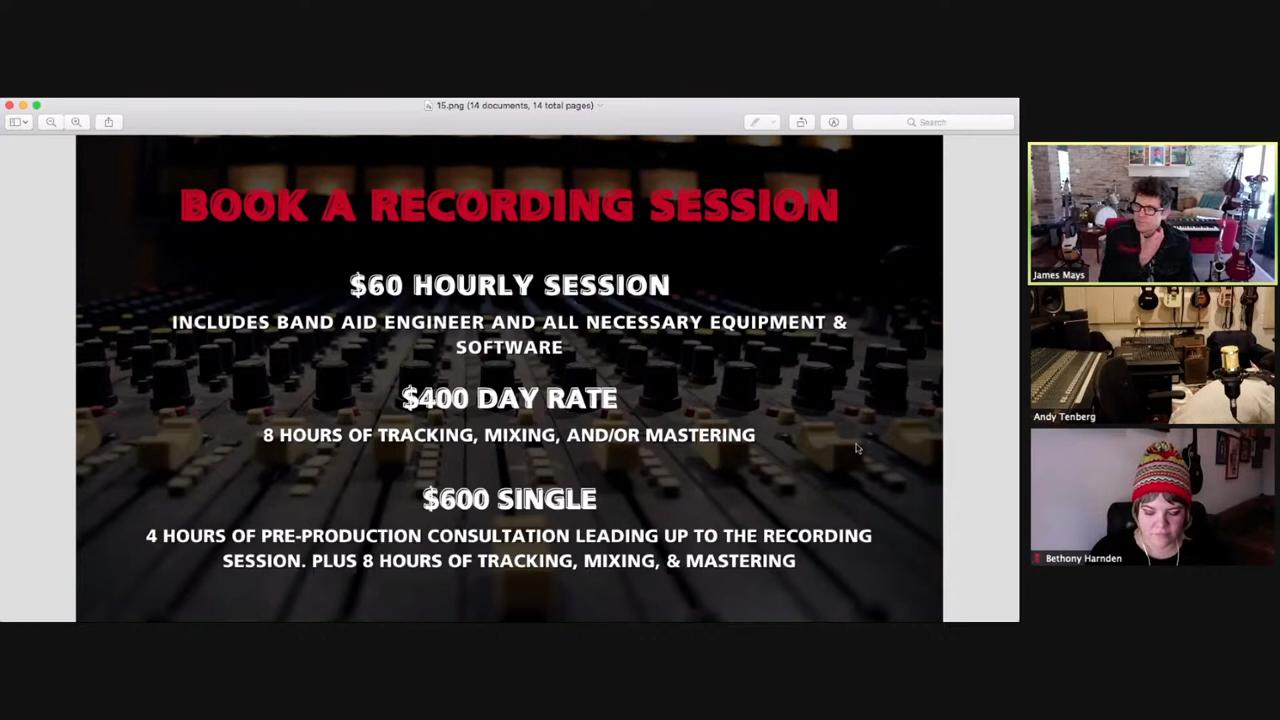 15.png (14 documents, 14 total pages)
Search
BOOK A RECORDING SESSION
$60 HOURLY SESSION
INCLUDES BAND AID ENGINEER AND ALL NECESSARY EQUIPMENT &
SOFTWARE
$400 DAY RATE
8 HOURS OF TRACKING, MIXING, AND/OR MASTERING
$600 SINGLE
4 HOURS OF PRE-PRODUCTION CONSULTATION LEADING UP TO THE RECORDING
SESSION. PLUS 8 HOURS OF TRACKING, MIXING, & MASTERING
James Mays
Andy Tenberg
Bethony Harnden